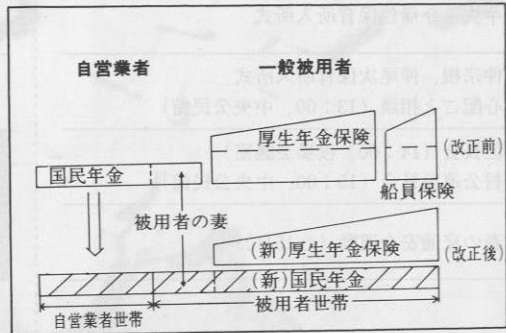 自営業者 一般被用者
厚生年金保険
(改正前)
国民年金
船員保険
被用者の妻
(新)厚生年金保険 (改正後)
(新)国民年金
自営業者世帯 被用者世帯